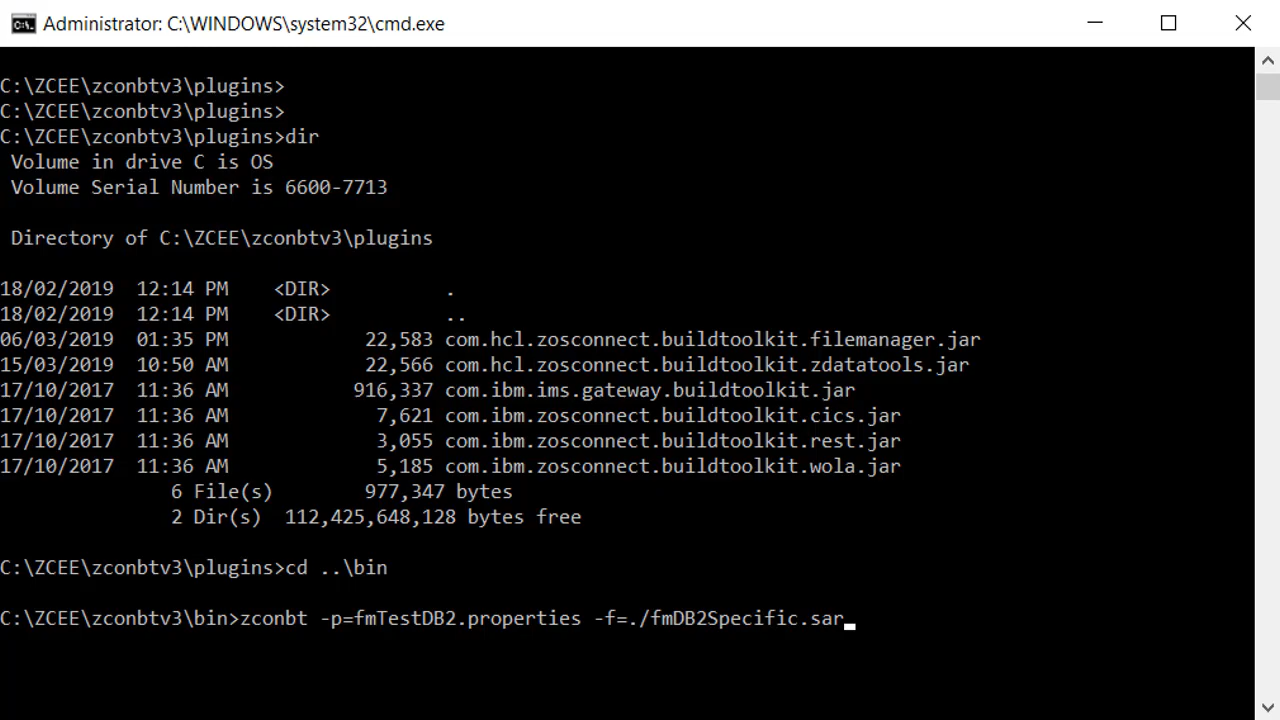 Administrator: C:\WINDOWS\system32\cmd.exe
C:\ZCEE\zconbtv3\plugins>
C:\ZCEE\zconbtv3\plugins>
C:\ZCEE\zconbtv3\plugins>dir
Volume in drive C is OS
Volume Serial Number is 6600-7713
Directory of C:\ZCEE\zconbtv3\plugins
18/02/2019  12:14 PM    <DIR>          .
18/02/2019  12:14 PM    <DIR>          ..
06/03/2019  01:35 PM            22,583 com.hcl.zosconnect.buildtoolkit.filemanager.jar
15/03/2019  10:50 AM            22,566 com.hcl.zosconnect.buildtoolkit.zdatatools.jar
17/10/2017  11:36 AM           916,337 com.ibm.ims.gateway.buildtoolkit.jar
17/10/2017  11:36 AM             7,621 com.ibm.zosconnect.buildtoolkit.cics.jar
17/10/2017  11:36 AM             3,055 com.ibm.zosconnect.buildtoolkit.rest.jar
17/10/2017  11:36 AM             5,185 com.ibm.zosconnect.buildtoolkit.wola.jar
6 File(s)        977,347 bytes
2 Dir(s)  112,425,648,128 bytes free
C:\ZCEE\zconbtv3\plugins>cd ..\bin
C:\ZCEE\zconbtv3\bin>zconbt -p=fmTestDB2.properties -f=./fmDB2Specific.sar